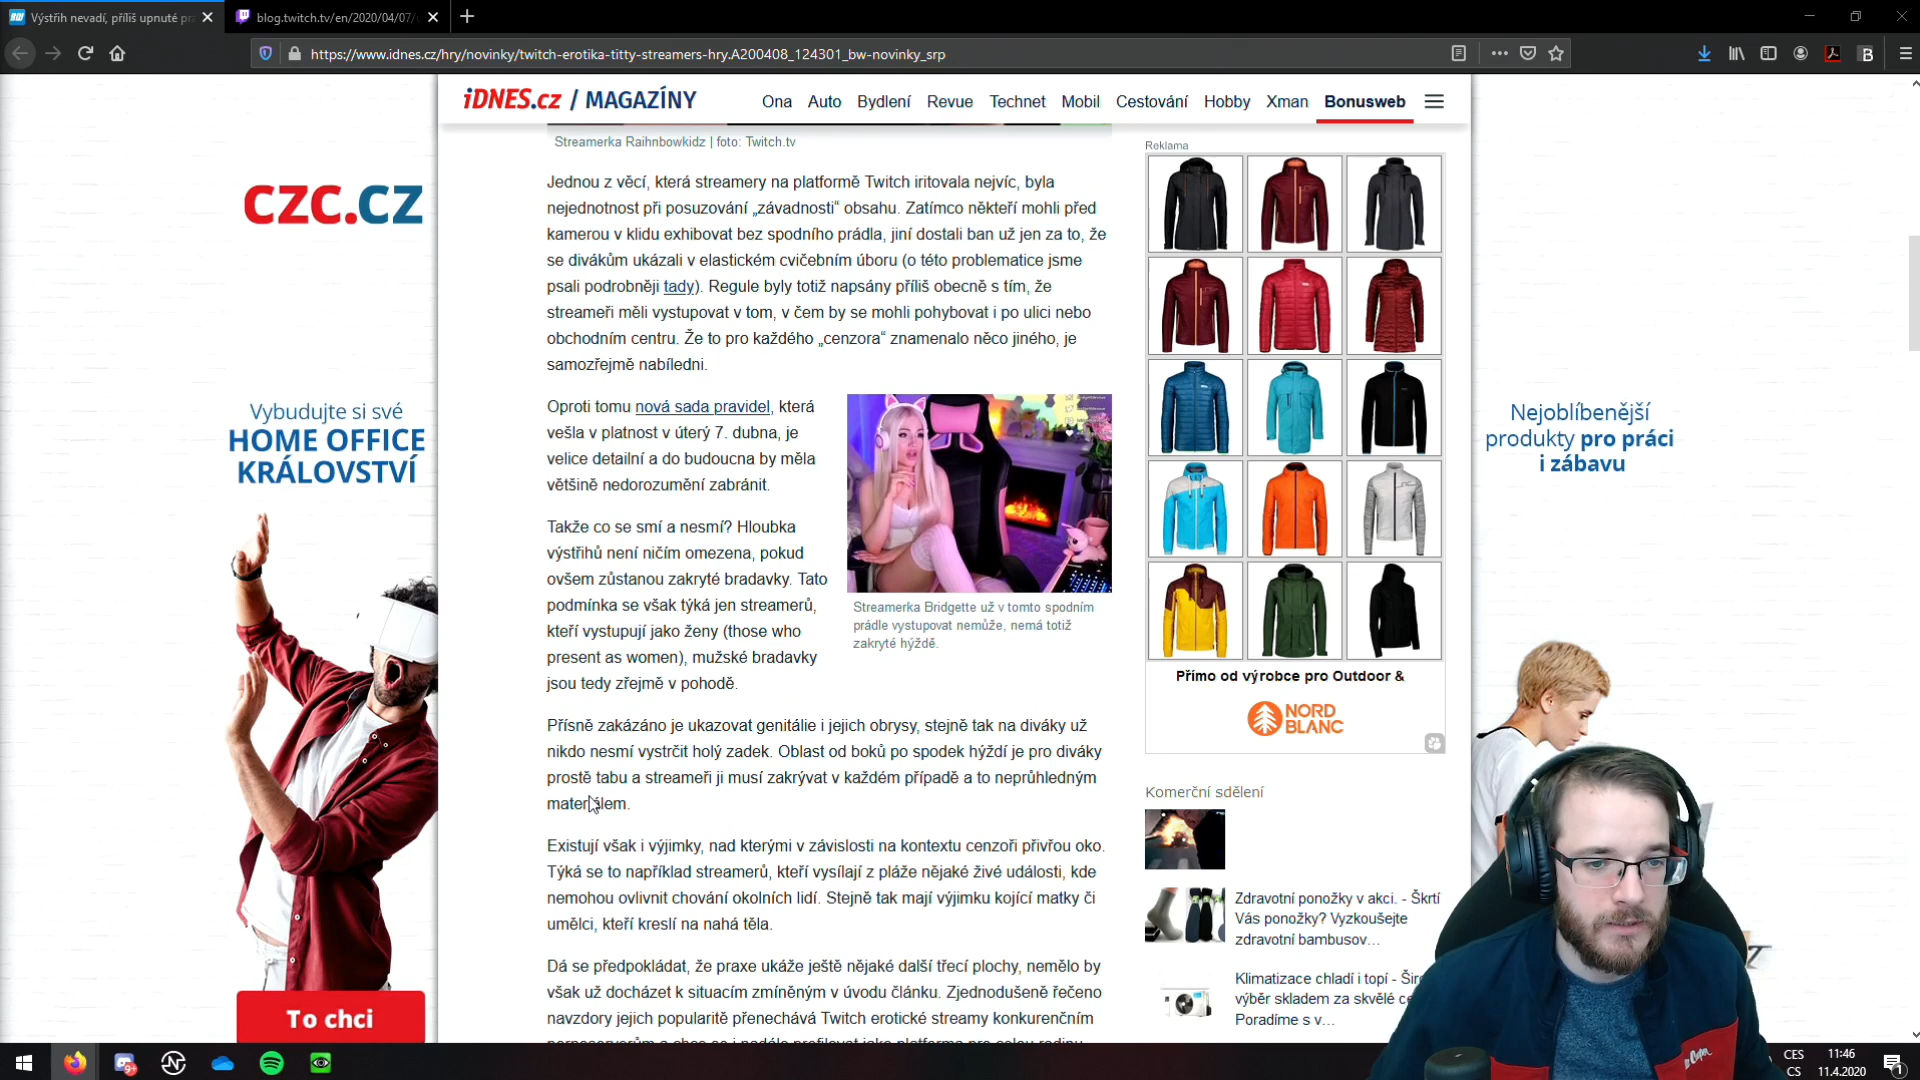 Výstřih nevadí, příliš upnuté pr
blog.twitch.tv/en/2020/04/07/
https://www.idnes.cz/hry/novinky/twitch-erotika-titty-streamers-hry.A200408_124301_bw-novinky_srp
iDNES.cz / MAGAZÍNY
Ona Auto Bydlení Revue Technet Mobil Cestování Hobby Xman Bonusweb
Streamerka Raihnbowkidz | foto: Twitch.tv
Jednou z věcí, která streamery na platformě Twitch iritovala nejvíc, byla
nejednotnost při posuzování „závadnosti“ obsahu. Zatímco někteří mohli před
kamerou v klidu exhibovat bez spodního prádla, jiní dostali ban už jen za to, že
se divákům ukázali v elastickém cvičebním úboru (o této problematice jsme
psali podrobněji tady). Regule byly totiž napsány příliš obecně s tím, že
streameři měli vystupovat v tom, v čem by se mohli pohybovat i po ulici nebo
obchodním centru. Že to pro každého „cenzora“ znamenalo něco jiného, je
samozřejmě nabíledni.
Oproti tomu nová sada pravidel, která
vešla v platnost v úterý 7. dubna, je
velice detailní a do budoucna by měla
většině nedorozumění zabránit.
Takže co se smí a nesmí? Hloubka
výstřihů není ničím omezena, pokud
ovšem zůstanou zakryté bradavky. Tato
podmínka se však týká jen streamerů,
kteří vystupují jako ženy (those who
present as women), mužské bradavky
jsou tedy zřejmě v pohodě.
Streamerka Bridgette už v tomto spodním
prádle vystupovat nemůže, nemá totiž
zakryté hýždě.
Přísně zakázáno je ukazovat genitálie i jejich obrysy, stejně tak na diváky už
nikdo nesmí vystrčit holý zadek. Oblast od boků po spodek hýždí je pro diváky
prostě tabu a streameři ji musí zakrývat v každém případě a to neprůhledným
materiálem.
Existují však i výjimky, nad kterými v závislosti na kontextu cenzoři přivřou oko.
Týká se to například streamerů, kteří vysílají z pláže nějaké živé události, kde
nemohou ovlivnit chování okolních lidí. Stejně tak mají výjimku kojící matky či
umělci, kteří kreslí na nahá těla.
Dá se předpokládat, že praxe ukáže ještě nějaké další třecí plochy, nemělo by
však už docházet k situacím zmíněným v úvodu článku. Zjednodušeně řečeno
navzdory jejich popularitě přenechává Twitch erotické streamy konkurenčním
CZC.CZ
Vybudujte si své
HOME OFFICE
KRÁLOVSTVÍ
To chci
Reklama
Přímo od výrobce pro Outdoor &
NORD
BLANC
Komerční sdělení
Zdravotní ponožky v akci. - Škrtí
Vás ponožky? Vyzkoušejte
zdravotní bambusov...
Klimatizace chladí i topí - Šir
výběr skladem za skvělé ce
Poradíme s v...
Nejoblíbenější
produkty pro práci
i zábavu
Lee Cooper
9+
CES
CS
11:46
11.4.2020
1